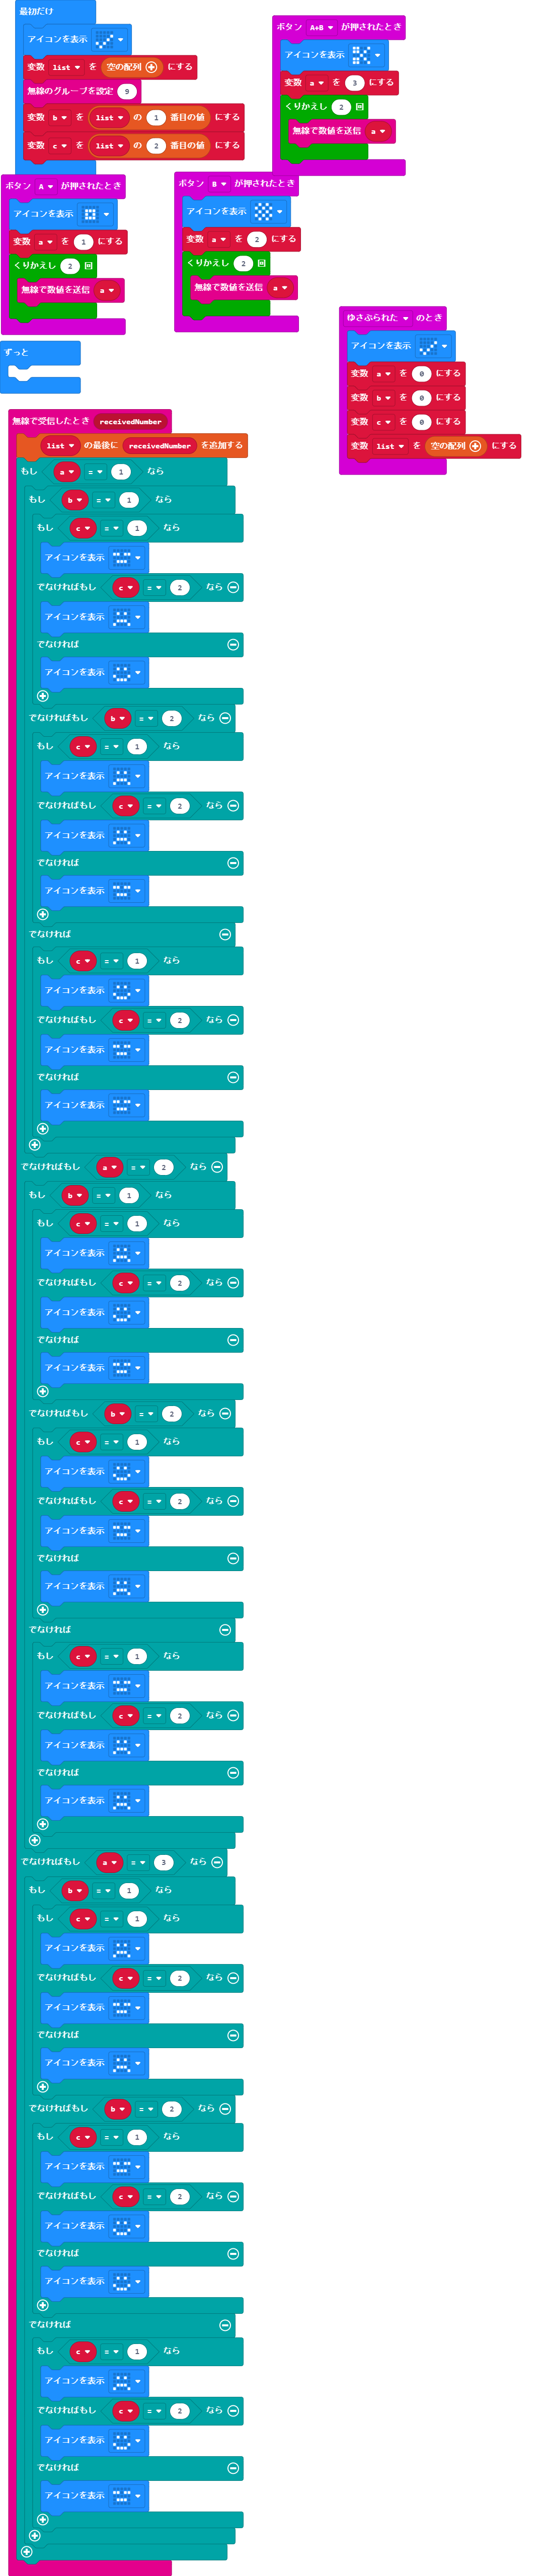 最初だけ
アイコンを表示
変数 list を 空の配列 にする
無線のグループを設定 9
変数 b を list の 1 番目の値 にする
変数 c を list の 2 番目の値 にする
ボタン A+B が押されたとき
アイコンを表示
変数 a を 3 にする
くりかえし 2 回
無線で数値を送信 a
ボタン A が押されたとき
アイコンを表示
変数 a を 1 にする
くりかえし 2 回
無線で数値を送信 a
ボタン B が押されたとき
アイコンを表示
変数 a を 2 にする
くりかえし 2 回
無線で数値を送信 a
ゆさぶられた のとき
アイコンを表示
変数 a を 0 にする
変数 b を 0 にする
変数 c を 0 にする
変数 list を 空の配列 にする
ずっと
無線で受信したとき receivedNumber
list の最後に receivedNumber を追加する
もし a = 1 なら
もし b = 1 なら
もし c = 1 なら
アイコンを表示
でなければもし c = 2 なら
アイコンを表示
でなければ
アイコンを表示
でなければもし b = 2 なら
もし c = 1 なら
アイコンを表示
でなければもし c = 2 なら
アイコンを表示
でなければ
アイコンを表示
でなければ
もし c = 1 なら
アイコンを表示
でなければもし c = 2 なら
アイコンを表示
でなければ
アイコンを表示
でなければもし a = 2 なら
もし b = 1 なら
もし c = 1 なら
アイコンを表示
でなければもし c = 2 なら
アイコンを表示
でなければ
アイコンを表示
でなければもし b = 2 なら
もし c = 1 なら
アイコンを表示
でなければもし c = 2 なら
アイコンを表示
でなければ
アイコンを表示
でなければ
もし c = 1 なら
アイコンを表示
でなければもし c = 2 なら
アイコンを表示
でなければ
アイコンを表示
でなければもし a = 3 なら
もし b = 1 なら
もし c = 1 なら
アイコンを表示
でなければもし c = 2 なら
アイコンを表示
でなければ
アイコンを表示
でなければもし b = 2 なら
もし c = 1 なら
アイコンを表示
でなければもし c = 2 なら
アイコンを表示
でなければ
アイコンを表示
でなければ
もし c = 1 なら
アイコンを表示
でなければもし c = 2 なら
アイコンを表示
でなければ
アイコンを表示